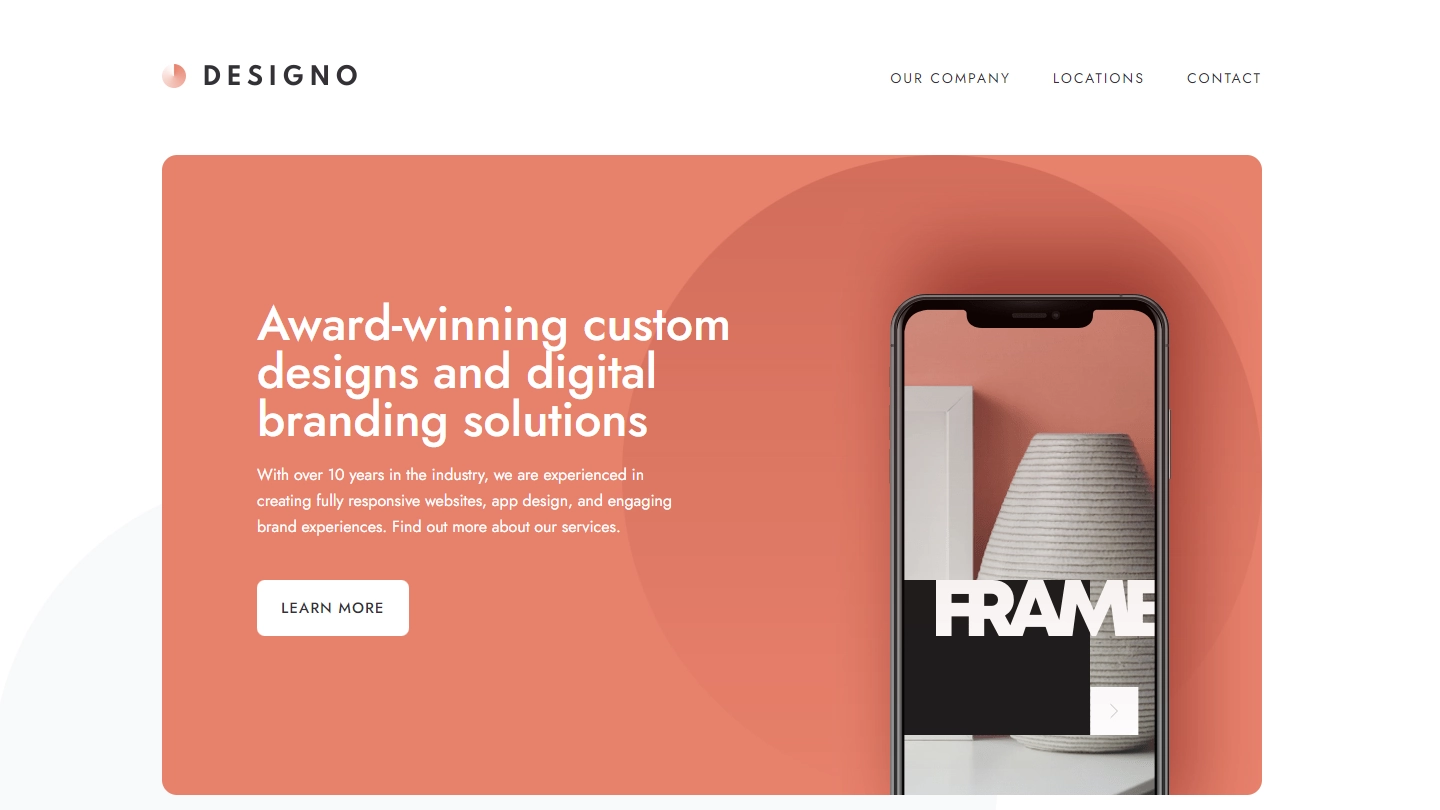 DESIGNO
OUR COMPANY LOCATIONS CONTACT
Award-winning custom
designs and digital
branding solutions
With over 10 years in the industry, we are experienced in
creating fully responsive websites, app design, and engaging
brand experiences. Find out more about our services.
LEARN MORE
FRAME